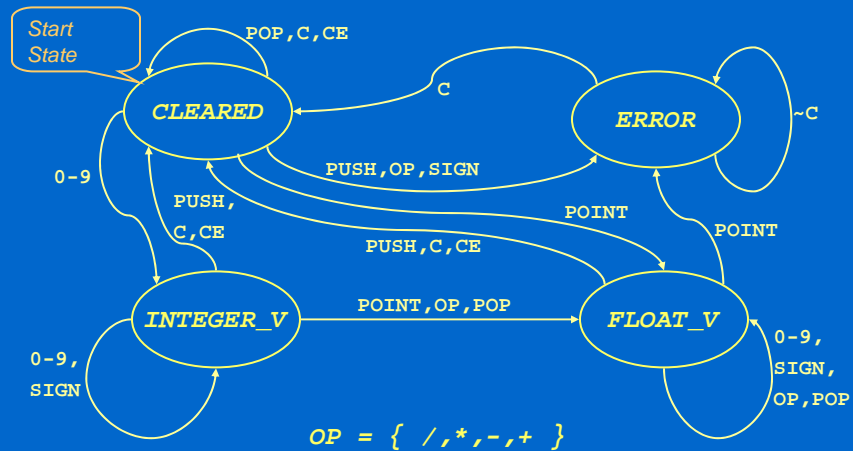 Start
State
POP,C,CE
CLEARED
C
ERROR
~C
0-9
PUSH,OP,SIGN
PUSH,
C,CE
POINT
PUSH,C,CE
POINT
INTEGER_V
POINT,OP,POP
FLOAT_V
0-9,
SIGN
0-9,
SIGN,
OP,POP
OP = { /,*,-,+ }